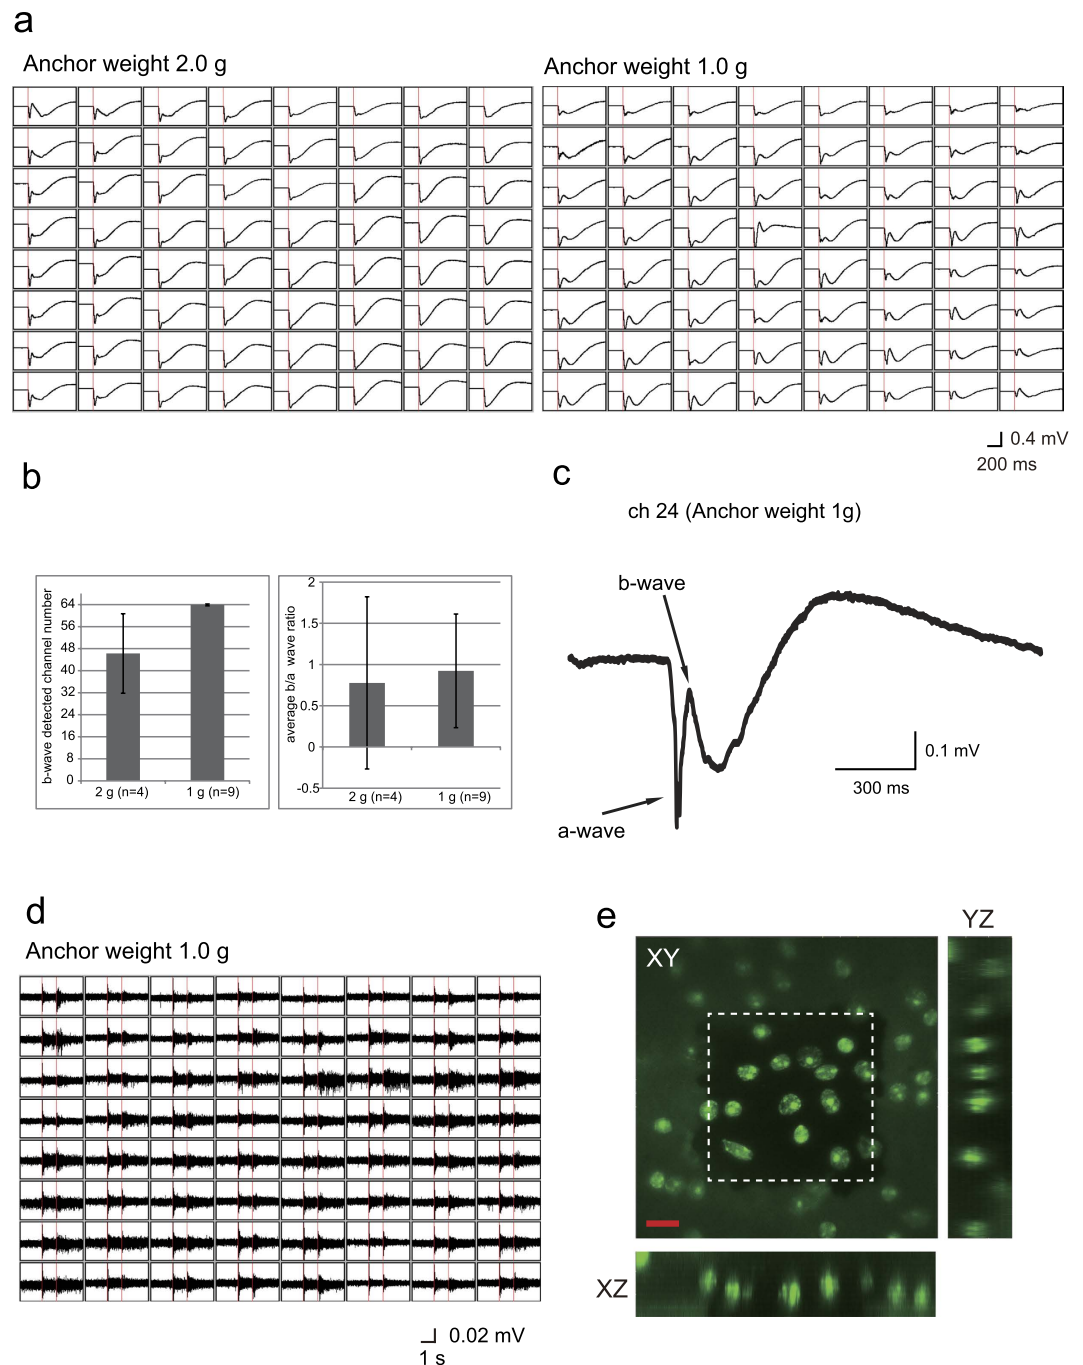 a
Anchor weight 2.0 g
Anchor weight 1.0 g
0.4 mV
200 ms
b
b-wave detected channel number
64
56
48
40
32
24
16
8
0
2 g (n=4)
1 g (n=9)
average b/a wave ratio
2
1.5
1
0.5
0
-0.5
2 g (n=4)
1 g (n=9)
c
ch 24 (Anchor weight 1g)
b-wave
a-wave
0.1 mV
300 ms
d
Anchor weight 1.0 g
0.02 mV
1 s
e
XY
YZ
XZ